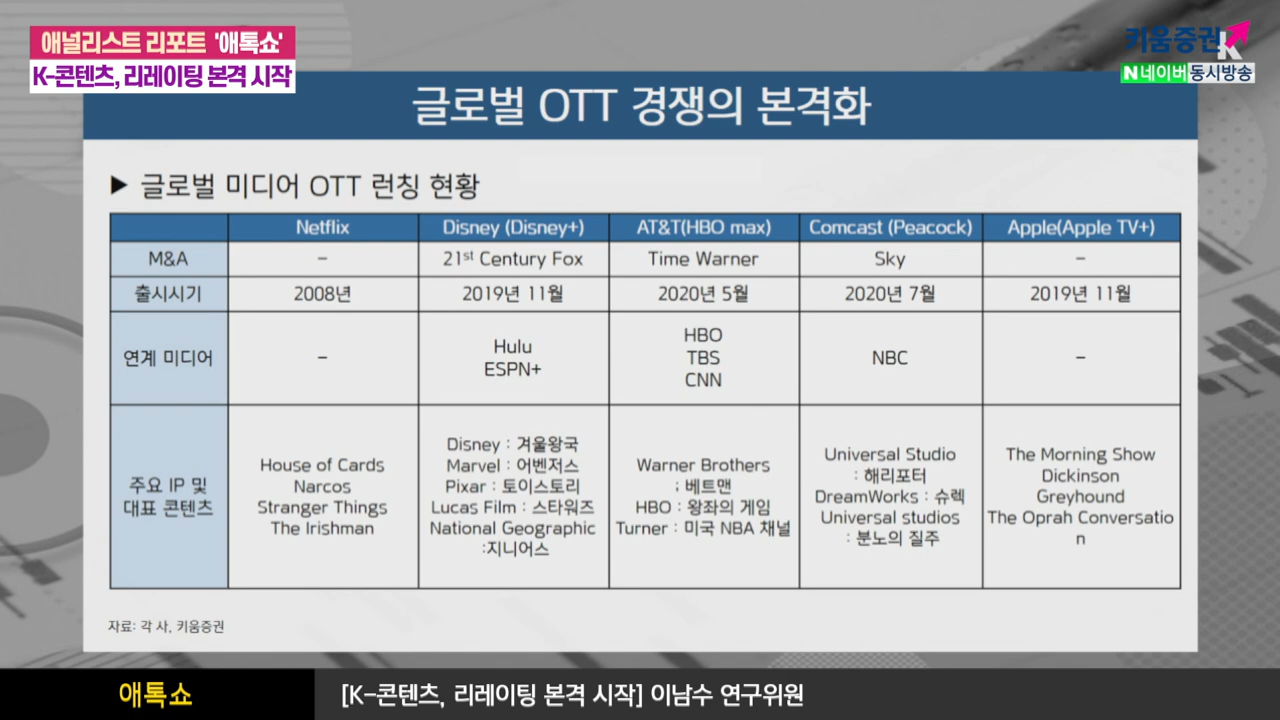 애널리스트 리포트 '애톡쇼'
K-콘텐츠, 리레이팅 본격 시작
키움증권
N 네이버 동시방송
글로벌 OTT 경쟁의 본격화
▶ 글로벌 미디어 OTT 런칭 현황
Netflix Disney (Disney+) AT&T(HBO max) Comcast (Peacock) Apple(Apple TV+)
M&A – 21st Century Fox Time Warner Sky –
출시시기 2008년 2019년 11월 2020년 5월 2020년 7월 2019년 11월
연계 미디어
–
Hulu
ESPN+
HBO
TBS
CNN
NBC
–
주요 IP 및
대표 콘텐츠
House of Cards
Narcos
Stranger Things
The Irishman
Disney : 겨울왕국
Marvel : 어벤저스
Pixar : 토이스토리
Lucas Film : 스타워즈
National Geographic
:지니어스
Warner Brothers
; 베트맨
HBO : 왕좌의 게임
Turner : 미국 NBA 채널
Universal Studio
: 해리포터
DreamWorks : 슈렉
Universal studios
: 분노의 질주
The Morning Show
Dickinson
Greyhound
The Oprah Conversatio
n
자료: 각 사, 키움증권
애톡쇼
[K-콘텐츠, 리레이팅 본격 시작] 이남수 연구위원